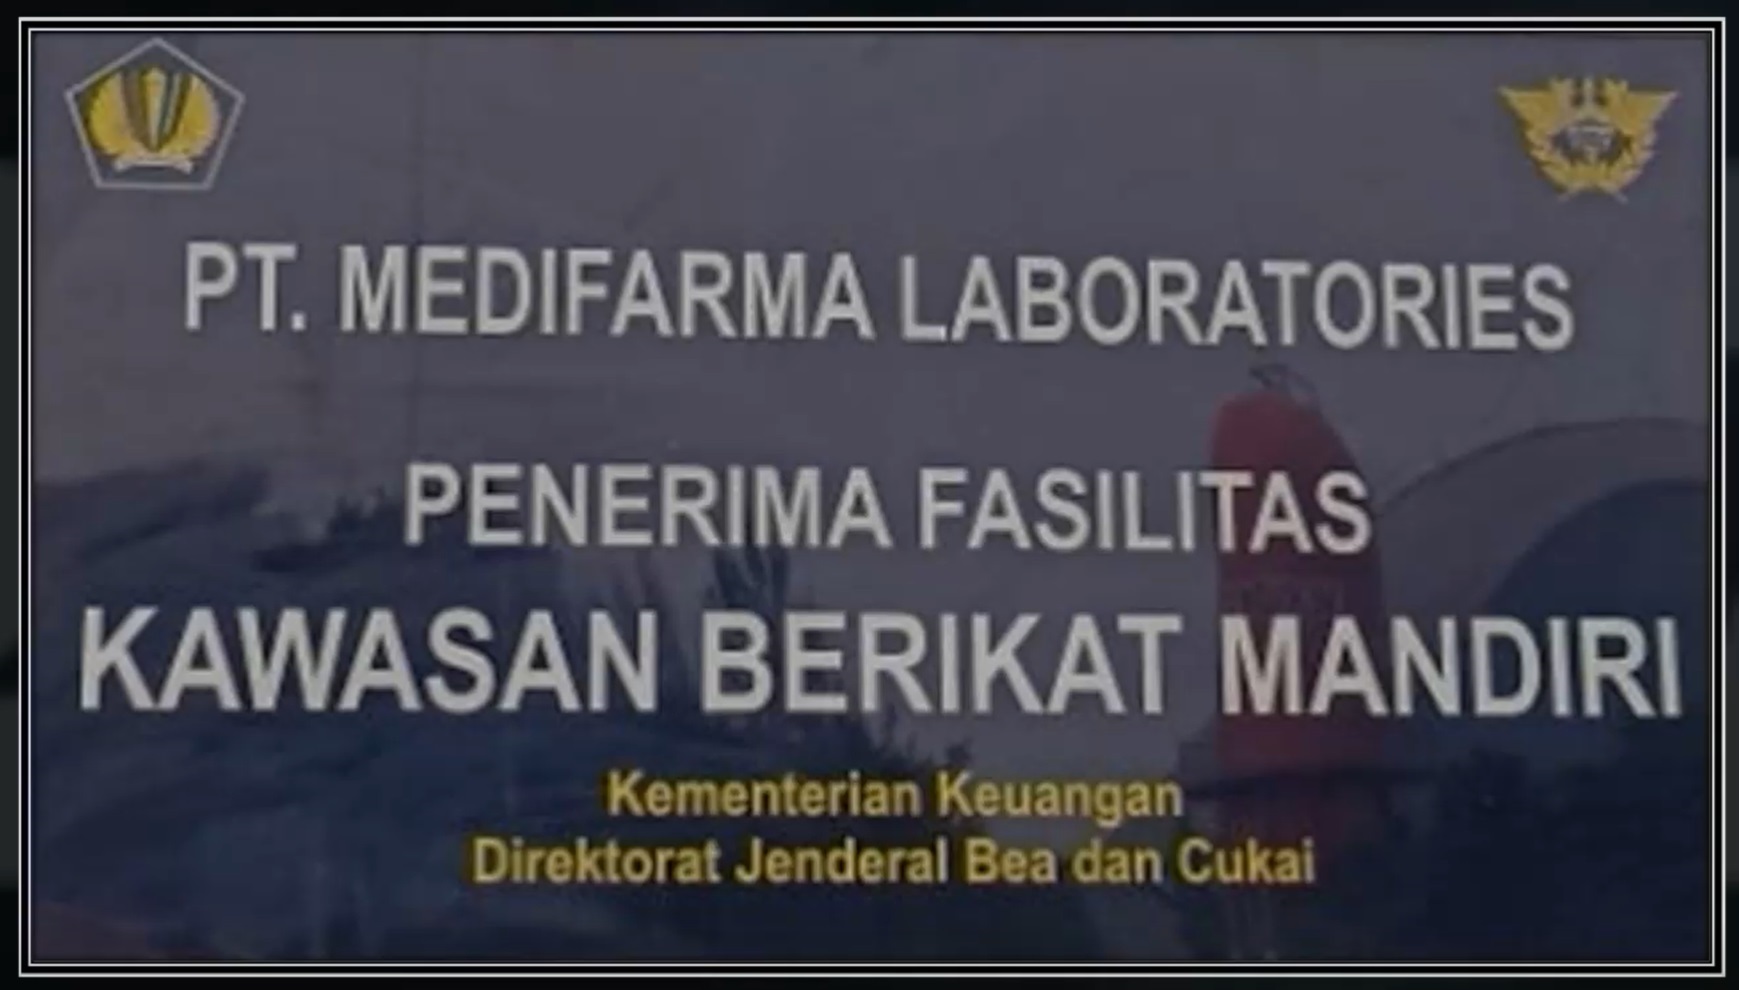 PT. MEDIFARMA LABORATORIES
PENERIMA FASILITAS
KAWASAN BERIKAT MANDIRI
Kementerian Keuangan
Direktorat Jenderal Bea dan Cukai